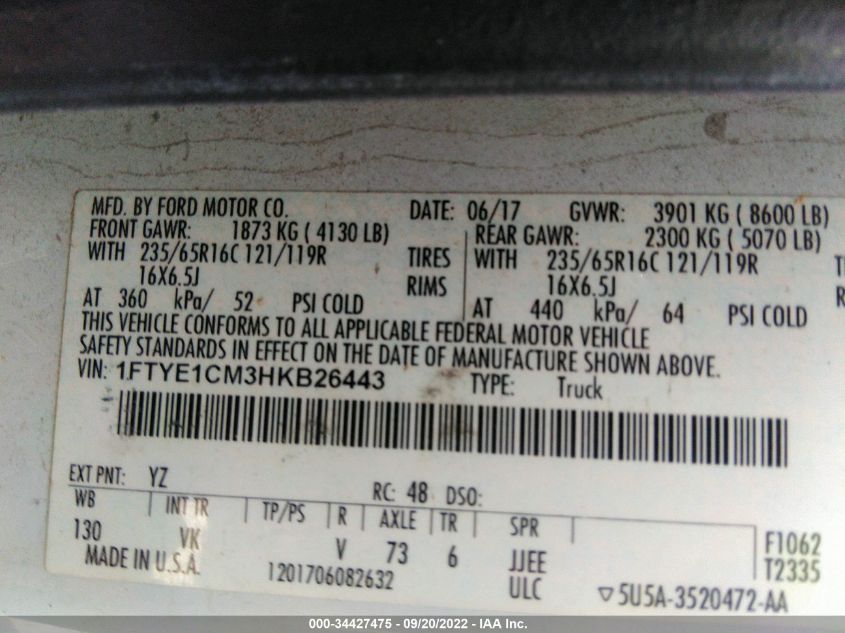 MFD. BY FORD MOTOR CO. DATE: 06/17 GVWR: 3901 KG ( 8600 LB)
FRONT GAWR: 1873 KG ( 4130 LB) REAR GAWR: 2300 KG ( 5070 LB)
WITH 235/65R16C 121/119R TIRES WITH 235/65R16C 121/119R
16X6.5J RIMS 16X6.5J
AT 360 kPa/ 52 PSI COLD AT 440 kPa/ 64 PSI COLD
THIS VEHICLE CONFORMS TO ALL APPLICABLE FEDERAL MOTOR VEHICLE
SAFETY STANDARDS IN EFFECT ON THE DATE OF MANUFACTURE SHOWN ABOVE.
VIN: 1FTYE1CM3HKB26443 TYPE: Truck
EXT PNT: YZ RC: 48 DSO:
WB INT TR TP/PS R AXLE TR SPR
130 VK V 73 6 JJEE F1062
MADE IN U.S.A. 1201706082632 ULC T2335
5U5A-3520472-AA
000-34427475 - 09/20/2022 - IAA Inc.